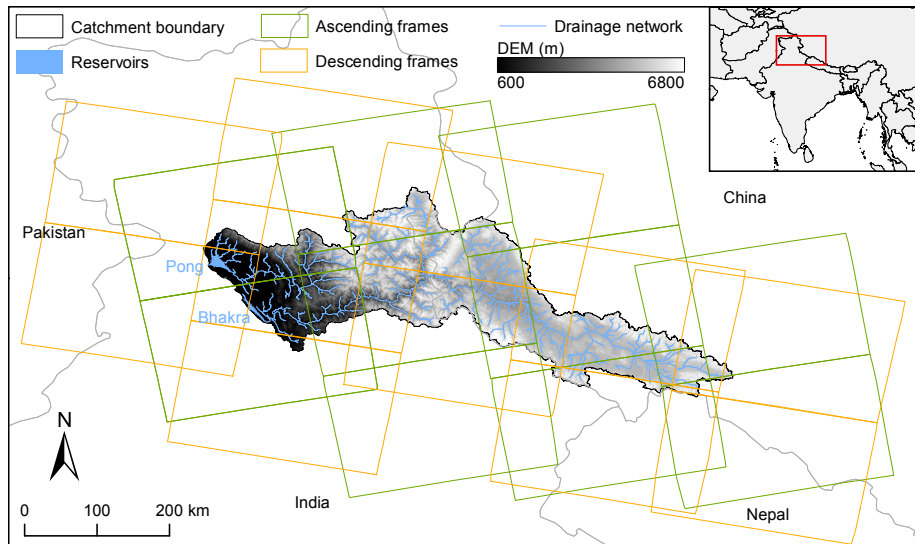 Catchment boundary
Ascending frames
Drainage network
Reservoirs
Descending frames
DEM (m)
600
6800
China
Pakistan
Pong
Bhakra
N
0
100
200 km
India
Nepal